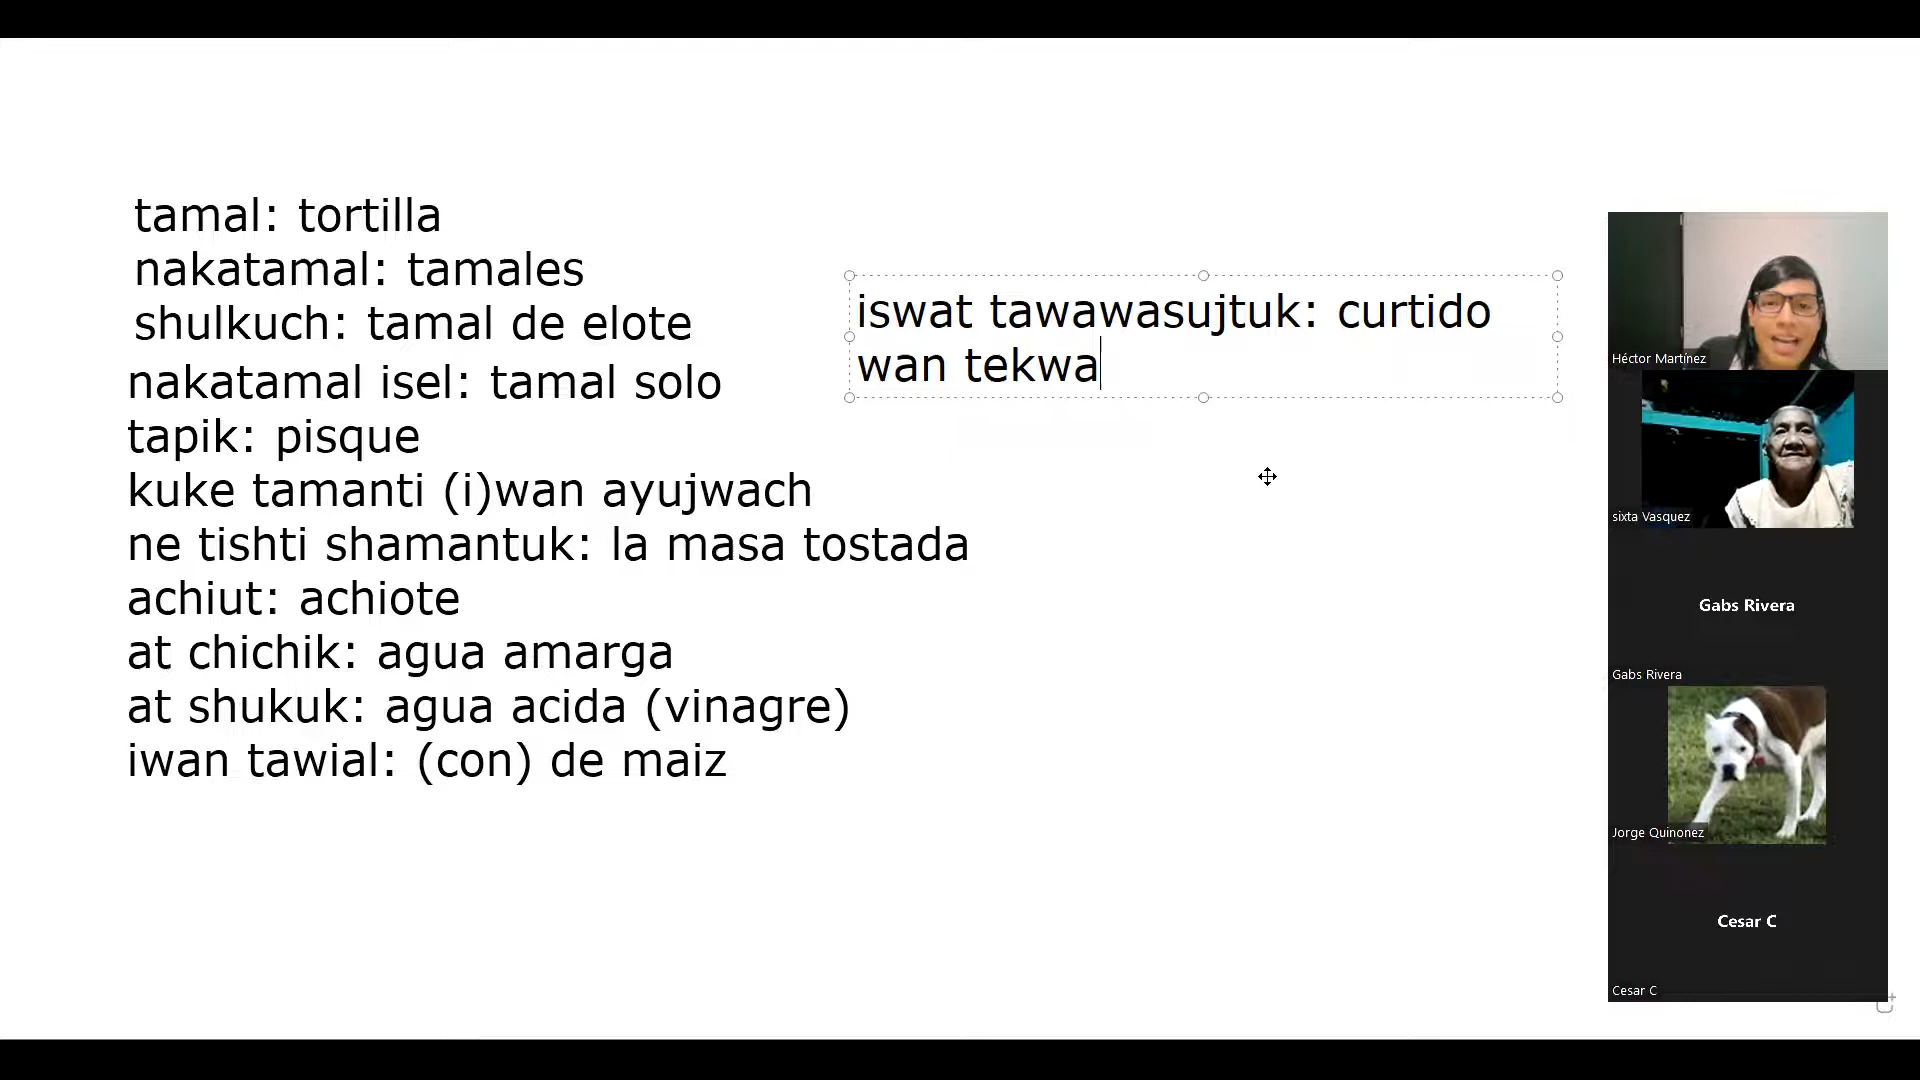 tamal: tortilla
nakatamal: tamales
shulkuch: tamal de elote
nakatamal isel: tamal solo
tapik: pisque
kuke tamanti (i)wan ayujwach
ne tishti shamantuk: la masa tostada
achiut: achiote
at chichik: agua amarga
at shukuk: agua acida (vinagre)
iwan tawial: (con) de maiz
iswat tawawasujtuk: curtido
wan tekwa
Héctor Martínez
sixta Vasquez
Gabs Rivera
Gabs Rivera
Jorge Quinonez
Cesar C
Cesar C